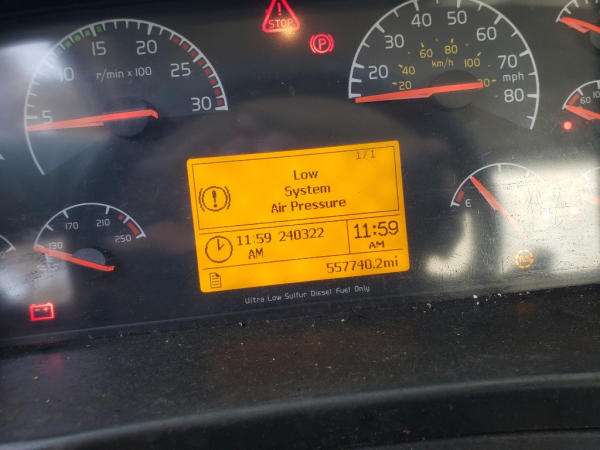 STOP
P
5
10
15
20
25
30
r/min x 100
20
30
40
50
60
70
80
mph
20
40
60
80
100
km/h
60
1/1
Low
System
Air Pressure
11:59 240322
AM
11:59
AM
557740.2mi
130
170
210
250
E
Ultra Low Sulfur Diesel Fuel Only